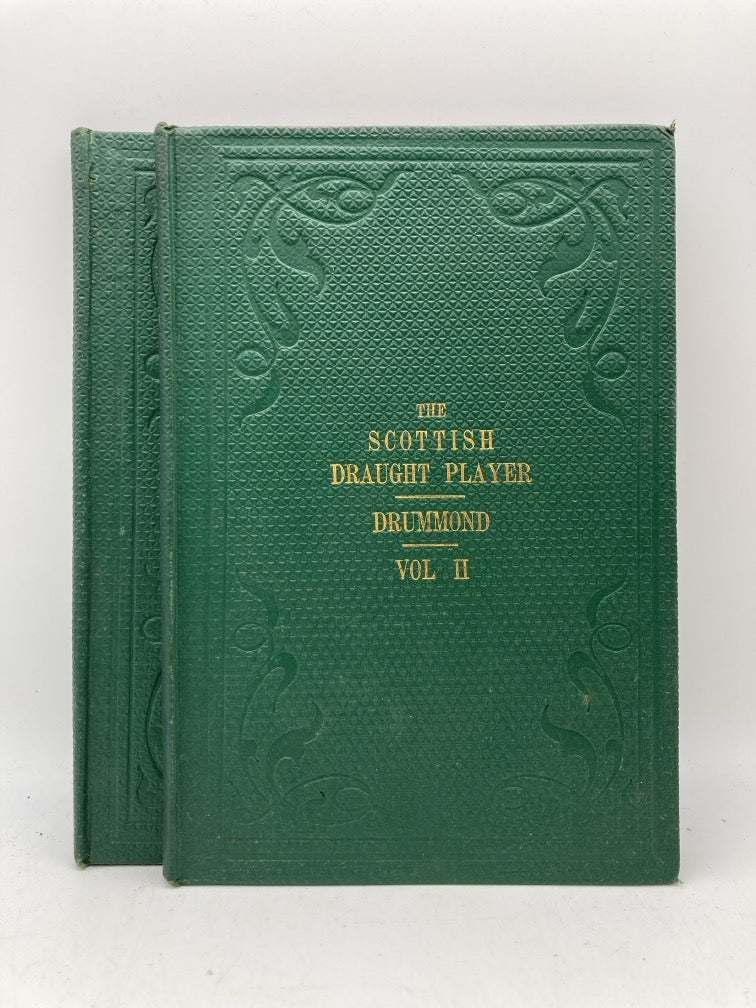 THE
SCOTTISH
DRAUGHT PLAYER
DRUMMOND
VOL II